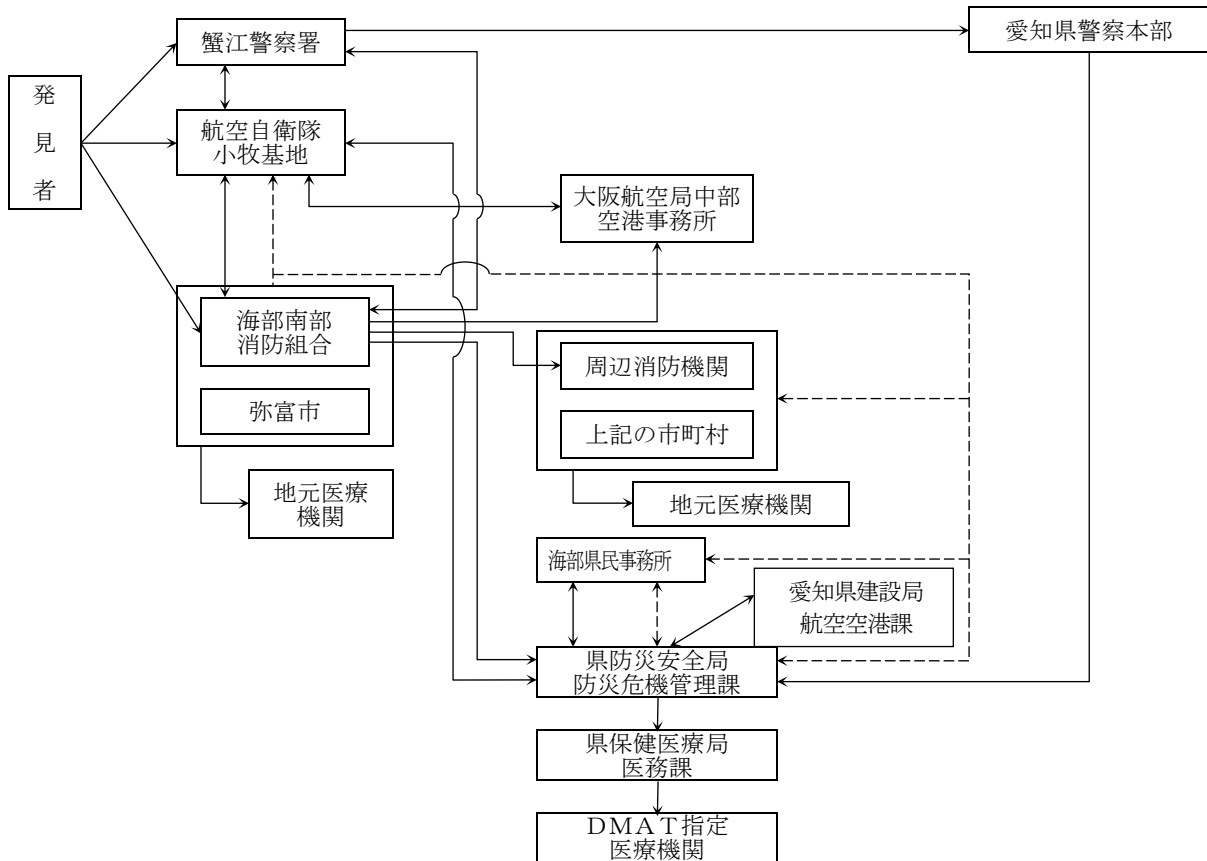 蟹江警察署
愛知県警察本部
発
見
者
航空自衛隊
小牧基地
大阪航空局中部
空港事務所
海部南部
消防組合
周辺消防機関
弥富市
上記の市町村
地元医療
機関
地元医療機関
海部県民事務所
愛知県建設局
航空空港課
県防災安全局
防災危機管理課
県保健医療局
医務課
DMAT指定
医療機関